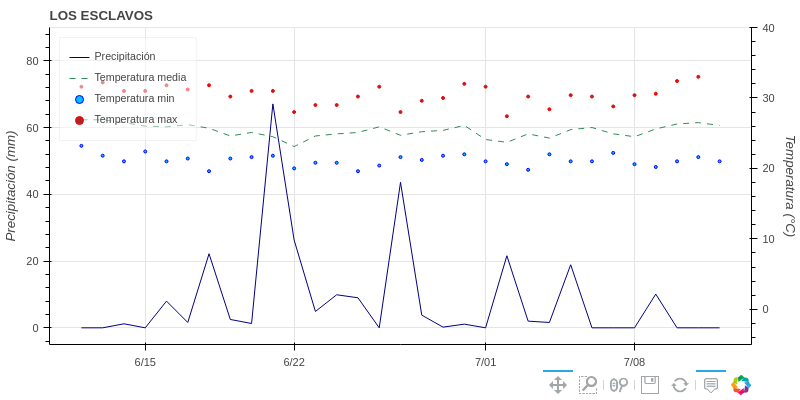 LOS ESCLAVOS
Precipitación
Temperatura media
Temperatura min
Temperatura max
Precipitación (mm)
80
60
40
20
0
Temperatura (°C)
40
30
20
10
0
6/15
6/22
7/01
7/08